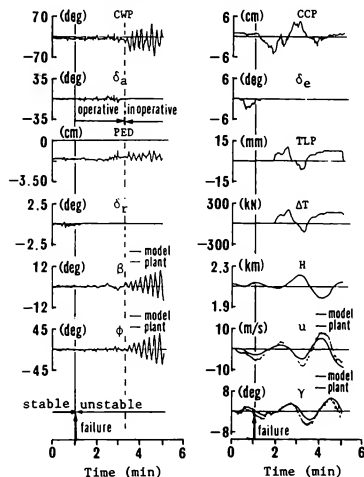 70 (deg) CWP
-70
35 (deg) δa
-35 operative inoperative
(cm) PED
0
-3.50
2.5 (deg) δr
-2.5
12 (deg) β — model
— plant
-12
45 (deg) φ — model
— plant
-45
stable unstable
failure
0 2 4 6
Time (min)
6 (cm) CCP
-6
6 (deg) δe
-6
15 (mm) TLP
-15
300 (kN) ΔT
-300
2.3 (km) H
1.9
10 (m/s) u — model
— plant
-10
8 (deg) γ — model
— plant
-8 failure
0 2 4 6
Time (min)